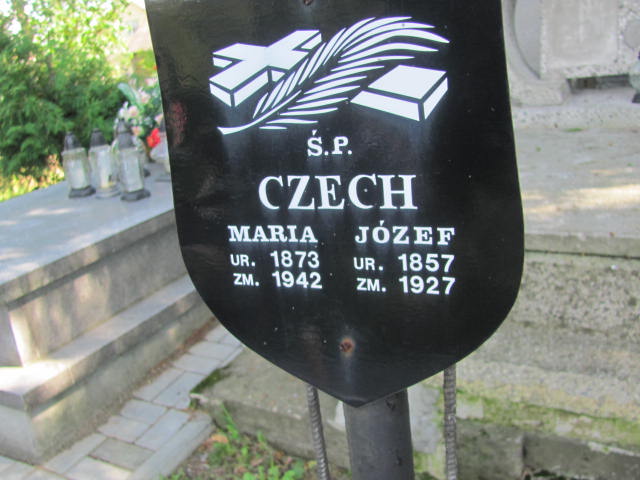 Ś.P.
CZECH
MARIA JÓZEF
UR. 1873 UR. 1857
ZM. 1942 ZM. 1927